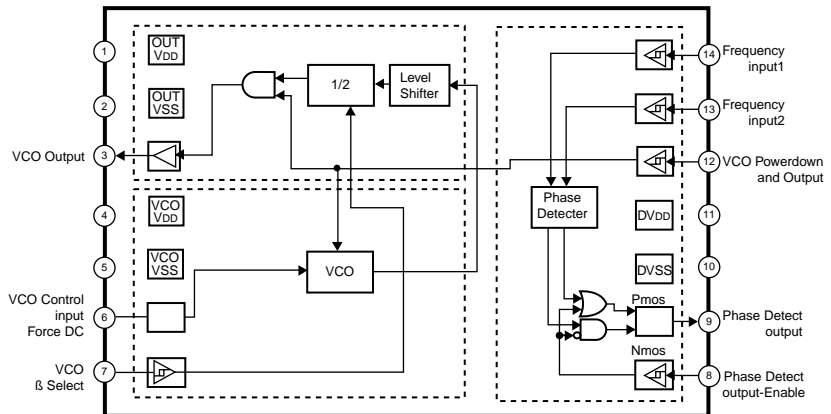 1
OUT
VDD
2
OUT
VSS
VCO Output
3
4
VCO
VDD
5
VCO
VSS
VCO Control
input
Force DC
6
VCO
ß Select
7
1/2
Level
Shifter
VCO
Phase
Detecter
14
Frequency
input1
13
Frequency
input2
12
VCO Powerdown
and Output
DVDD
11
DVSS
10
Pmos
9
Phase Detect
output
Nmos
8
Phase Detect
output-Enable